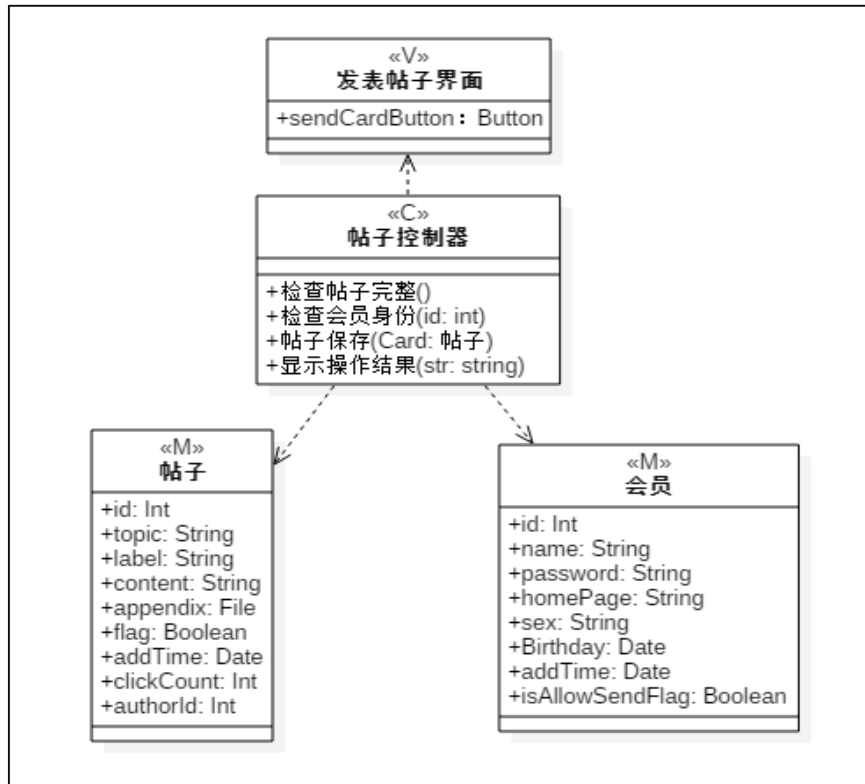 «V»
发表帖子界面
+sendCardButton：Button
«C»
帖子控制器
+检查帖子完整()
+检查会员身份(id: int)
+帖子保存(Card: 帖子)
+显示操作结果(str: string)
«M»
帖子
+id: Int
+topic: String
+label: String
+content: String
+appendix: File
+flag: Boolean
+addTime: Date
+clickCount: Int
+authorId: Int
«M»
会员
+id: Int
+name: String
+password: String
+homePage: String
+sex: String
+Birthday: Date
+addTime: Date
+isAllowSendFlag: Boolean